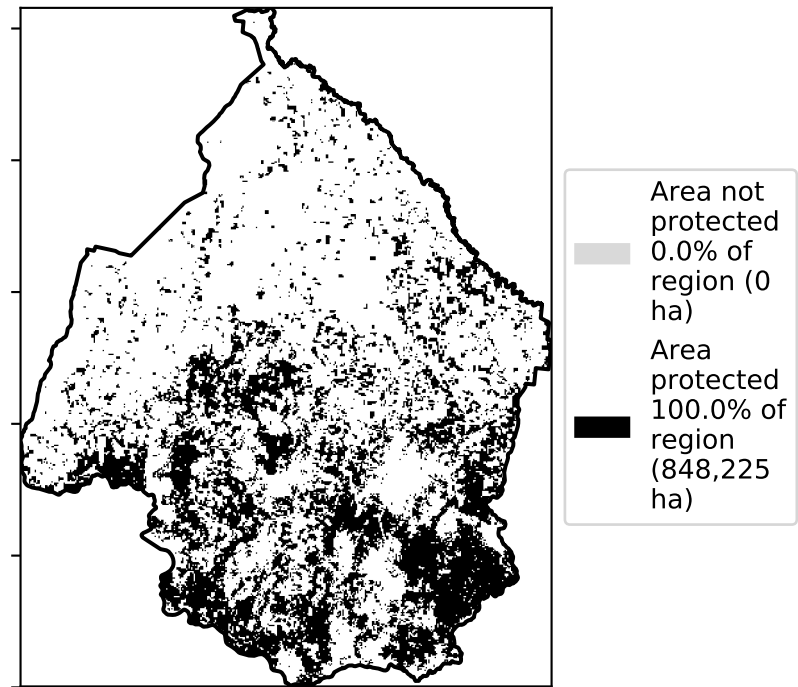 Area not
protected
0.0% of
region (0
ha)
Area
protected
100.0% of
region
(848,225
ha)